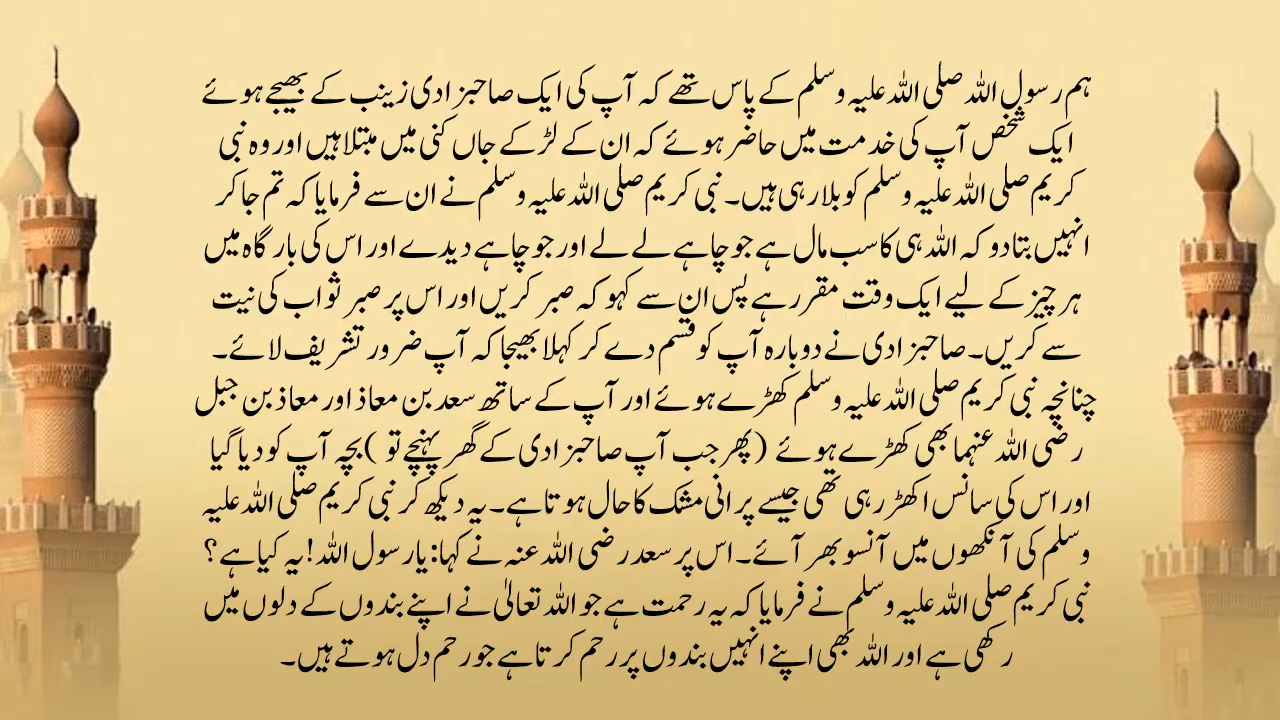 ہم رسول اللہ صلی اللہ علیہ وسلم کے پاس تھے کہ آپ کی ایک صاحبزادی زینب کے بھیجے ہوئے
ایک شخص آپ کی خدمت میں حاضر ہوئے کہ ان کے لڑکے جاں کنی میں مبتلا ہیں اور وہ نبی
کریم صلی اللہ علیہ وسلم کو بلا رہی ہیں۔ نبی کریم صلی اللہ علیہ وسلم نے ان سے فرمایا کہ تم جا کر
انہیں بتا دو کہ اللہ ہی کا سب مال ہے جو چاہے لے لے اور جو چاہے دیدے اور اس کی بارگاہ میں
ہر چیز کے لیے ایک وقت مقرر ہے پس ان سے کہو کہ صبر کریں اور اس پر صبر ثواب کی نیت
سے کریں۔ صاحبزادی نے دوبارہ آپ کو قسم دے کر کہلا بھیجا کہ آپ ضرور تشریف لائے۔
چنانچہ نبی کریم صلی اللہ علیہ وسلم کھڑے ہوئے اور آپ کے ساتھ سعد بن معاذ اور معاذ بن جبل
رضی اللہ عنہما بھی کھڑے ہوئے (پھر جب آپ صاحبزادی کے گھر پہنچے تو) بچہ آپ کو دیا گیا
اور اس کی سانس اکھڑ رہی تھی جیسے پرانی مشک کا حال ہوتا ہے۔ یہ دیکھ کر نبی کریم صلی اللہ علیہ
وسلم کی آنکھوں میں آنسو بھر آئے۔ اس پر سعد رضی اللہ عنہ نے کہا: یا رسول اللہ! یہ کیا ہے؟
نبی کریم صلی اللہ علیہ وسلم نے فرمایا کہ یہ رحمت ہے جو اللہ تعالیٰ نے اپنے بندوں کے دلوں میں
رکھی ہے اور اللہ بھی اپنے انہیں بندوں پر رحم کرتا ہے جو رحم دل ہوتے ہیں۔